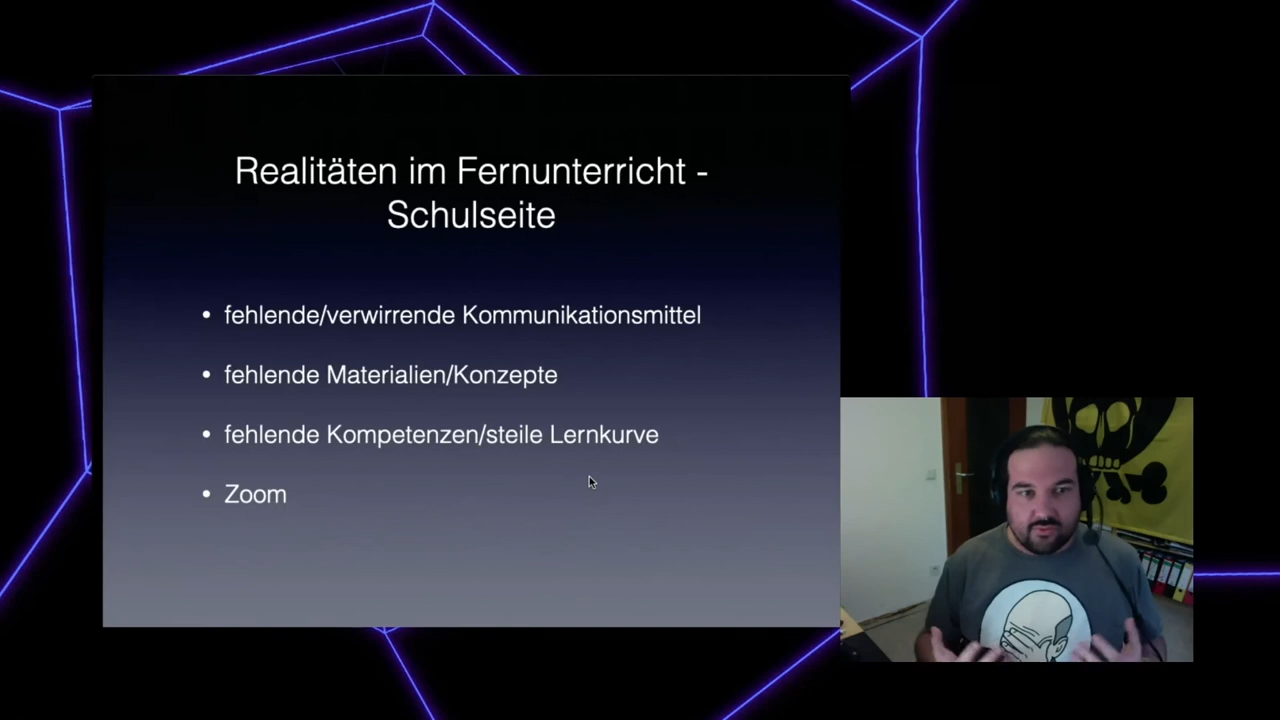 Realitäten im Fernunterricht -
Schulseite
• fehlende/verwirrende Kommunikationsmittel
• fehlende Materialien/Konzepte
• fehlende Kompetenzen/steile Lernkurve
• Zoom